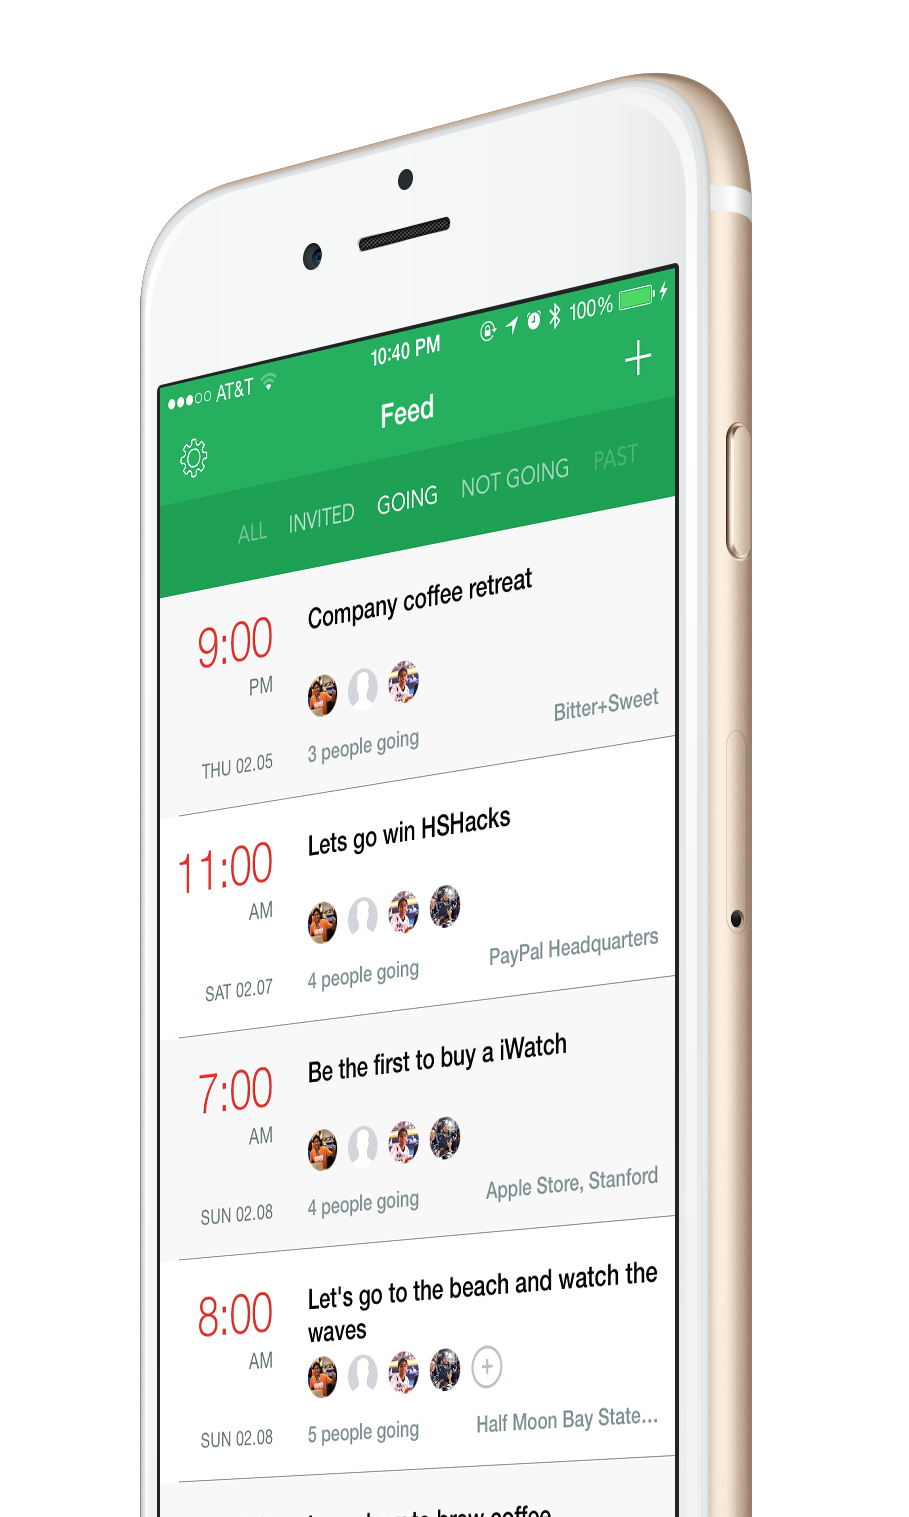 AT&T 10:40 PM 100%
Feed
ALL INVITED GOING NOT GOING PAST
9:00
PM
THU 02.05
Company coffee retreat
3 people going
Bitter+Sweet
11:00
AM
SAT 02.07
Lets go win HSHacks
4 people going
PayPal Headquarters
7:00
AM
SUN 02.08
Be the first to buy a iWatch
4 people going
Apple Store, Stanford
8:00
AM
SUN 02.08
Let's go to the beach and watch the
waves
5 people going
Half Moon Bay State...
to brew coffee